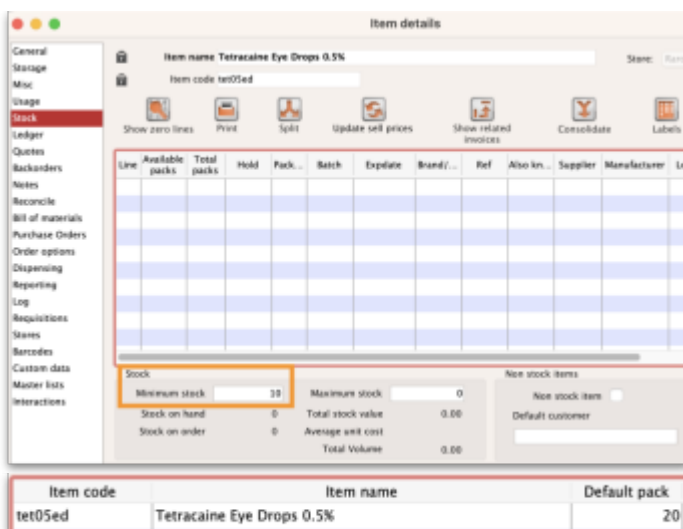 Item details
General
Storage
Misc
Usage
Stock
Ledger
Quotes
Backorders
Notes
Reconcile
Bill of materials
Purchase Orders
Order options
Dispensing
Reporting
Log
Requisitions
Stores
Barcodes
Custom data
Master lists
Interactions
Item name Tetracaine Eye Drops 0.5%
Store:
Item code tet05ed
Show zero lines Print Split Update sell prices Show related invoices Consolidate Labels
Line Available packs Total packs Hold Pack... Batch Expdate Brand/... Ref Also kn... Supplier Manufacturer
Stock Non stock items
Minimum stock 10 Maximum stock 0 Non stock item
Stock on hand 0 Total stock value 0.00 Default customer
Stock on order 0 Average unit cost
Total Volume 0.00
Item code Item name Default pack
tet05ed Tetracaine Eye Drops 0.5% 20